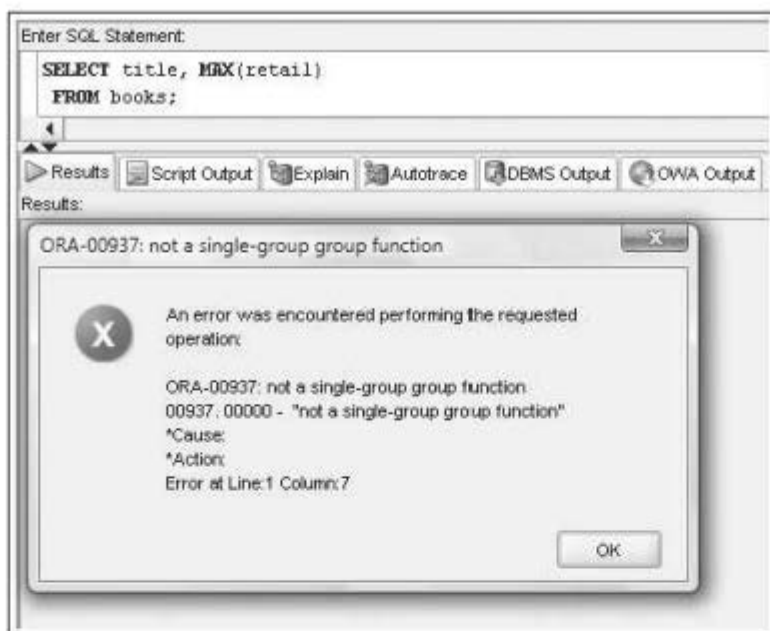 Enter SQL Statement:
SELECT title, MAX(retail)
FROM books;
Results Script Output Explain Autotrace DBMS Output OWA Output
Results:
ORA-00937: not a single-group group function
An error was encountered performing the requested
operation:
ORA-00937: not a single-group group function
00937. 00000 - "not a single-group group function"
*Cause:
*Action:
Error at Line:1 Column:7
OK